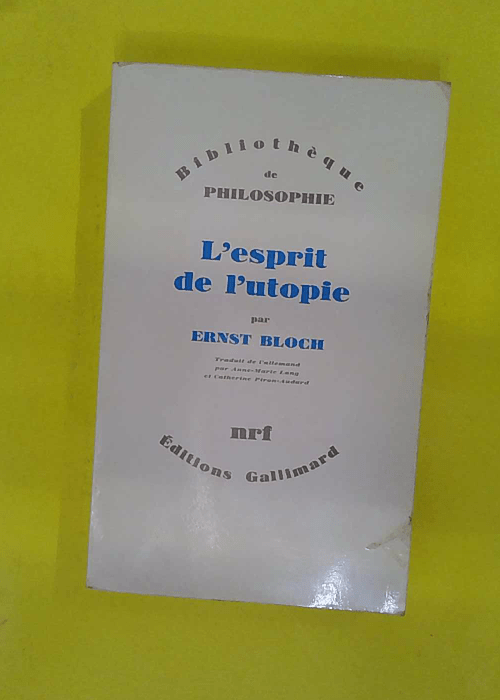 Bibliothèque
de
PHILOSOPHIE
L'esprit
de l'utopie
par
ERNST BLOCH
Traduit de l'allemand
par Anne-Marie Lang
et Catherine Piron-Audard
nrf
Éditions Gallimard